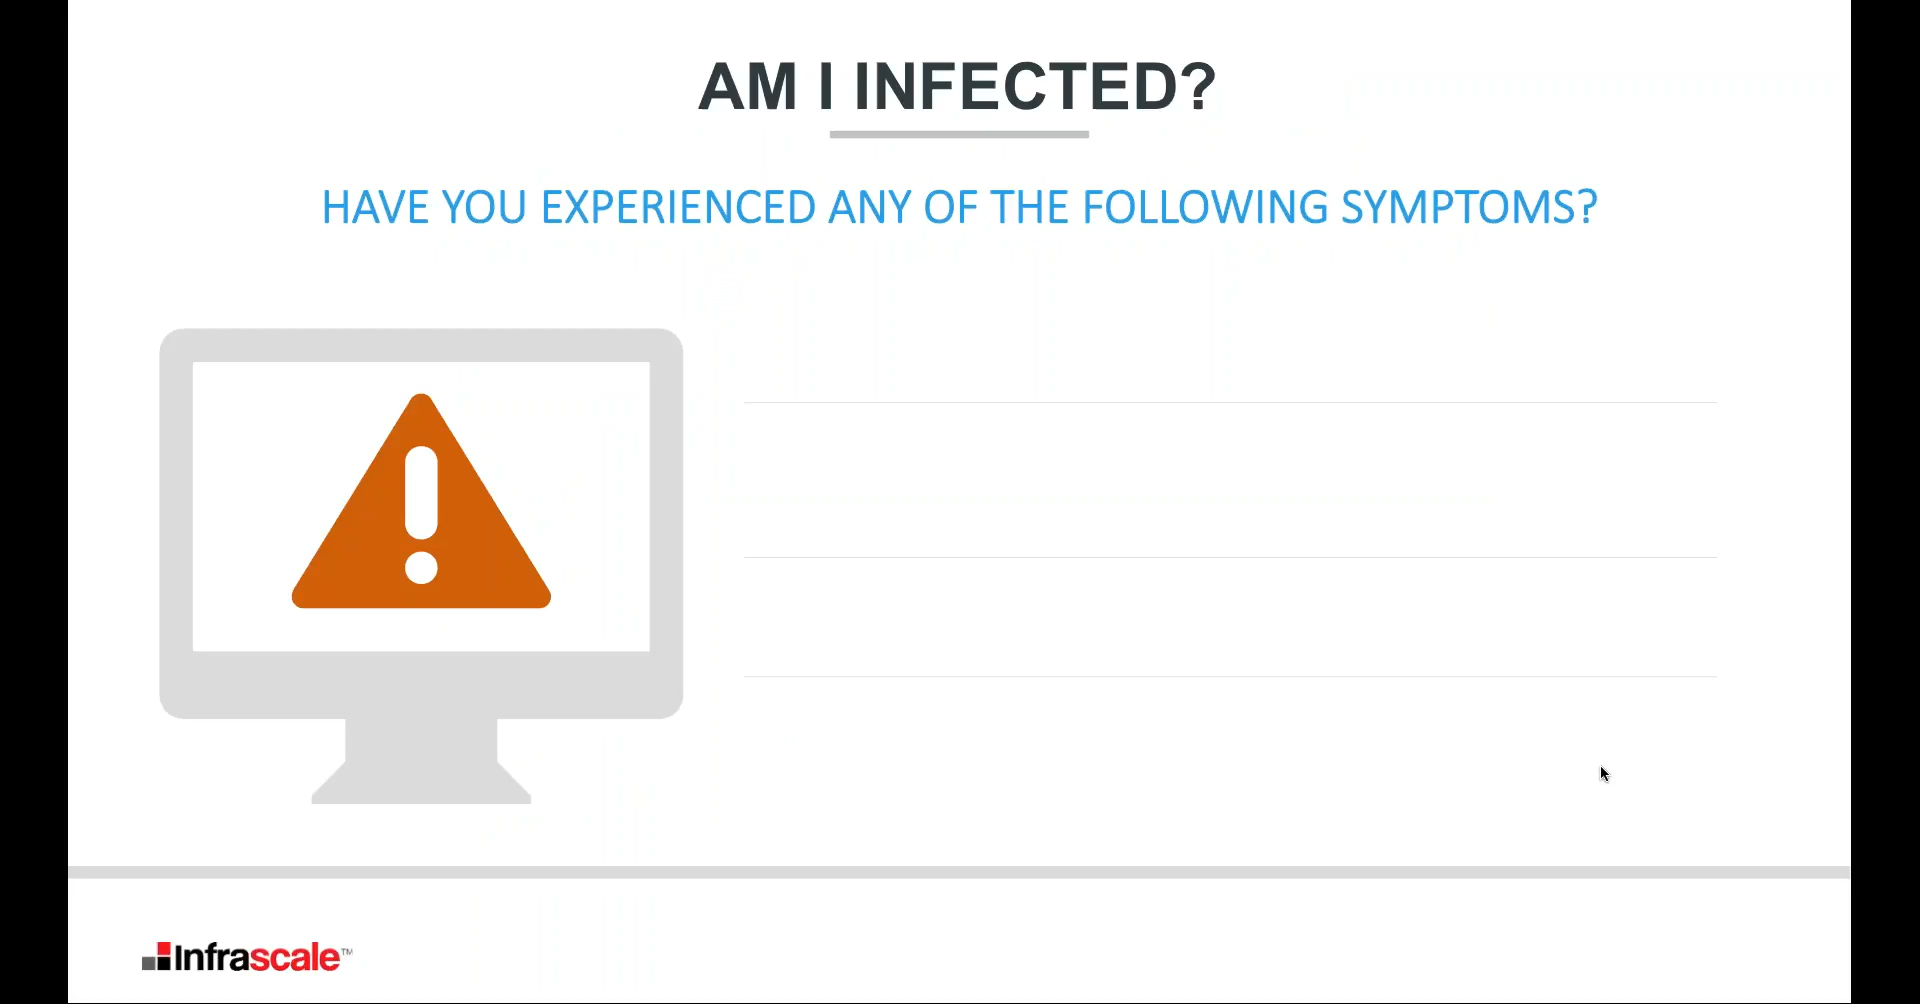 AM I INFECTED?
HAVE YOU EXPERIENCED ANY OF THE FOLLOWING SYMPTOMS?
Infrascale™